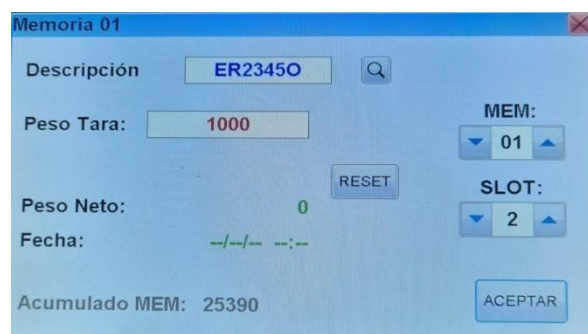 Memoria 01
Descripción ER2345O
Peso Tara: 1000
MEM:
01
RESET
SLOT:
2
Peso Neto: 0
Fecha: --/--/-- --:--
Acumulado MEM: 25390
ACEPTAR